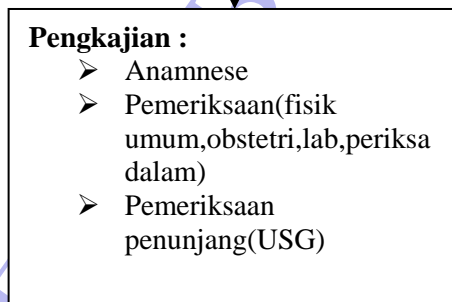 Pengkajian :
➢ Anamnese
➢ Pemeriksaan(fisik
umum,obstetri,lab,periksa
dalam)
➢ Pemeriksaan
penunjang(USG)